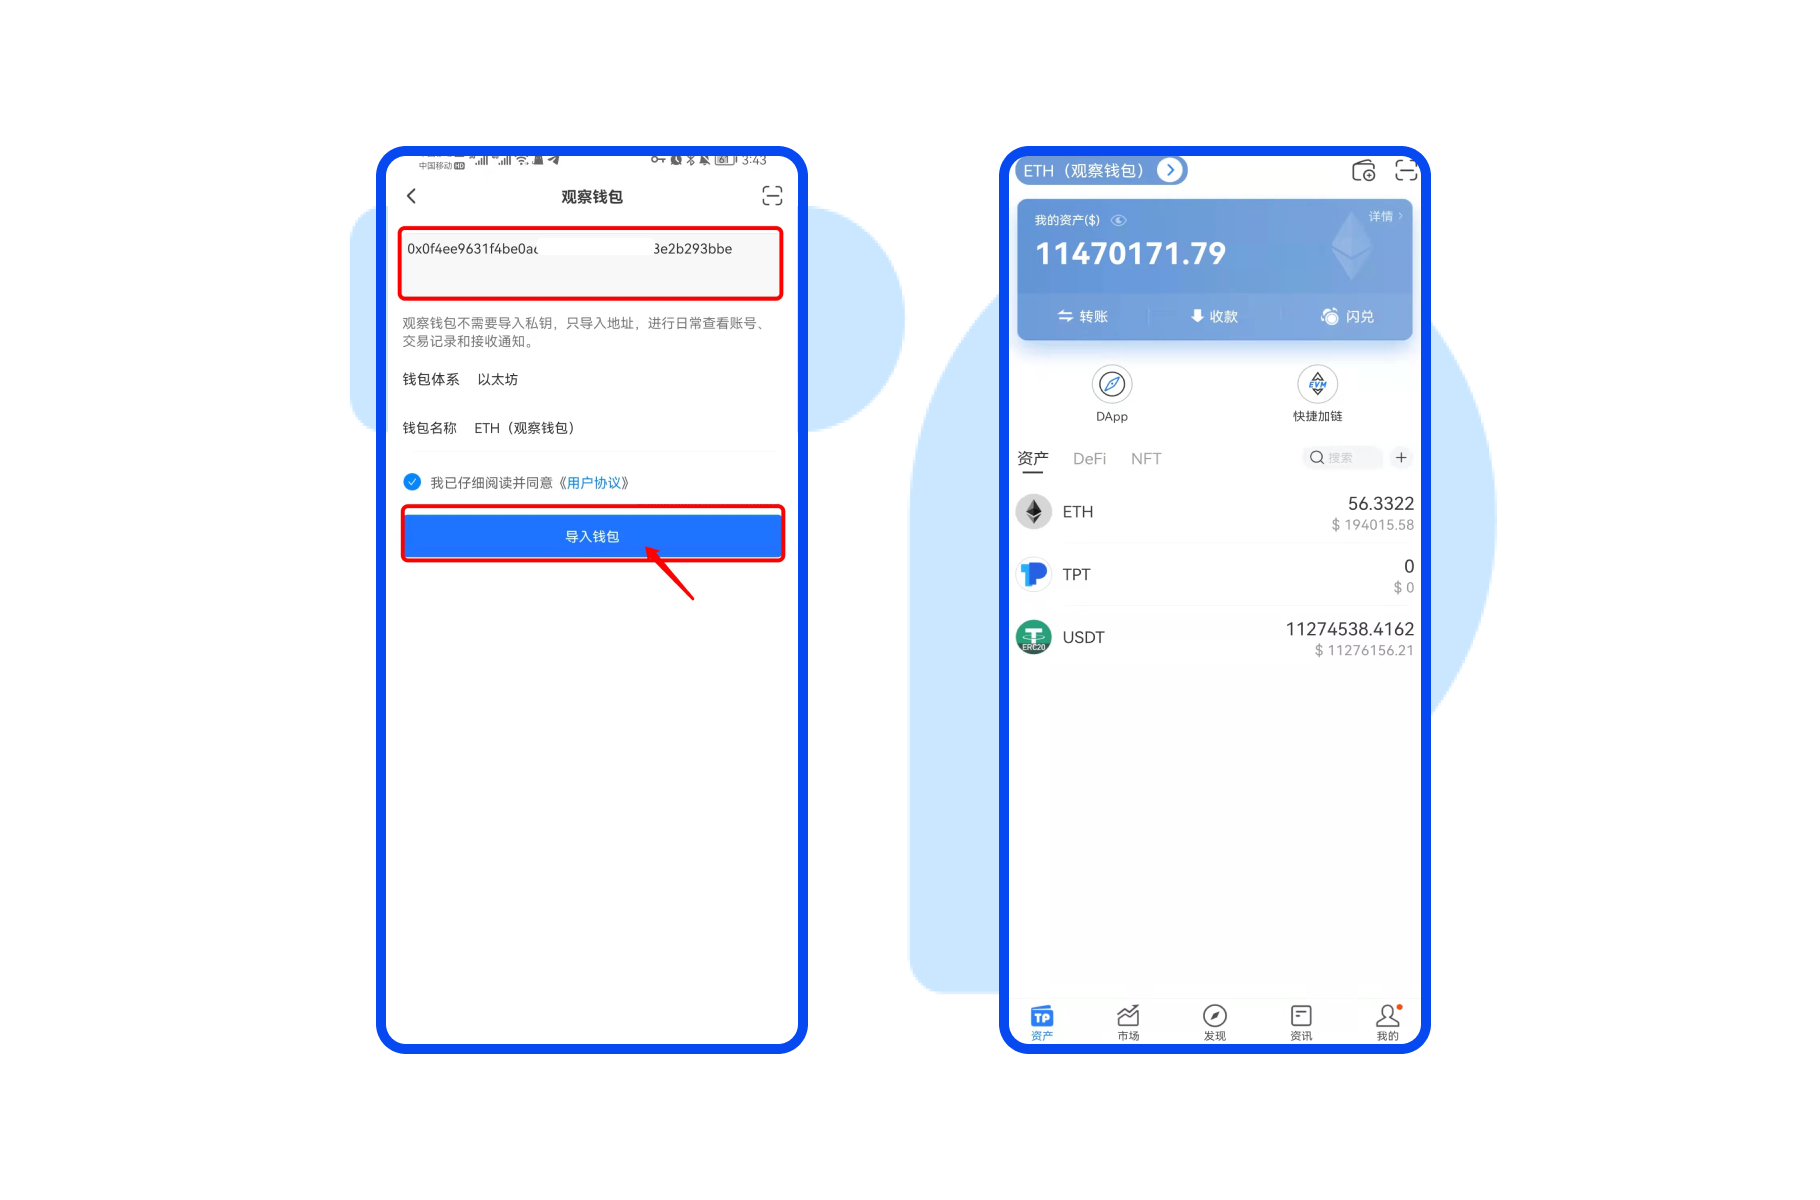 中国移动 HD
61 3:43
观察钱包
0x0f4ee9631f4be0a
3e2b293bbe
观察钱包不需要导入私钥，只导入地址，进行日常查看账号、
交易记录和接收通知。
钱包体系 以太坊
钱包名称 ETH（观察钱包）
我已仔细阅读并同意《用户协议》
导入钱包
ETH（观察钱包）
我的资产($)
详情
11470171.79
转账 收款 闪兑
EVM
DApp 快捷加链
资产 DeFi NFT 搜索
ETH 56.3322
$ 194015.58
TPT 0
$ 0
USDT 11274538.4162
ERC20 $ 11276156.21
TP
资产 市场 发现 资讯 我的